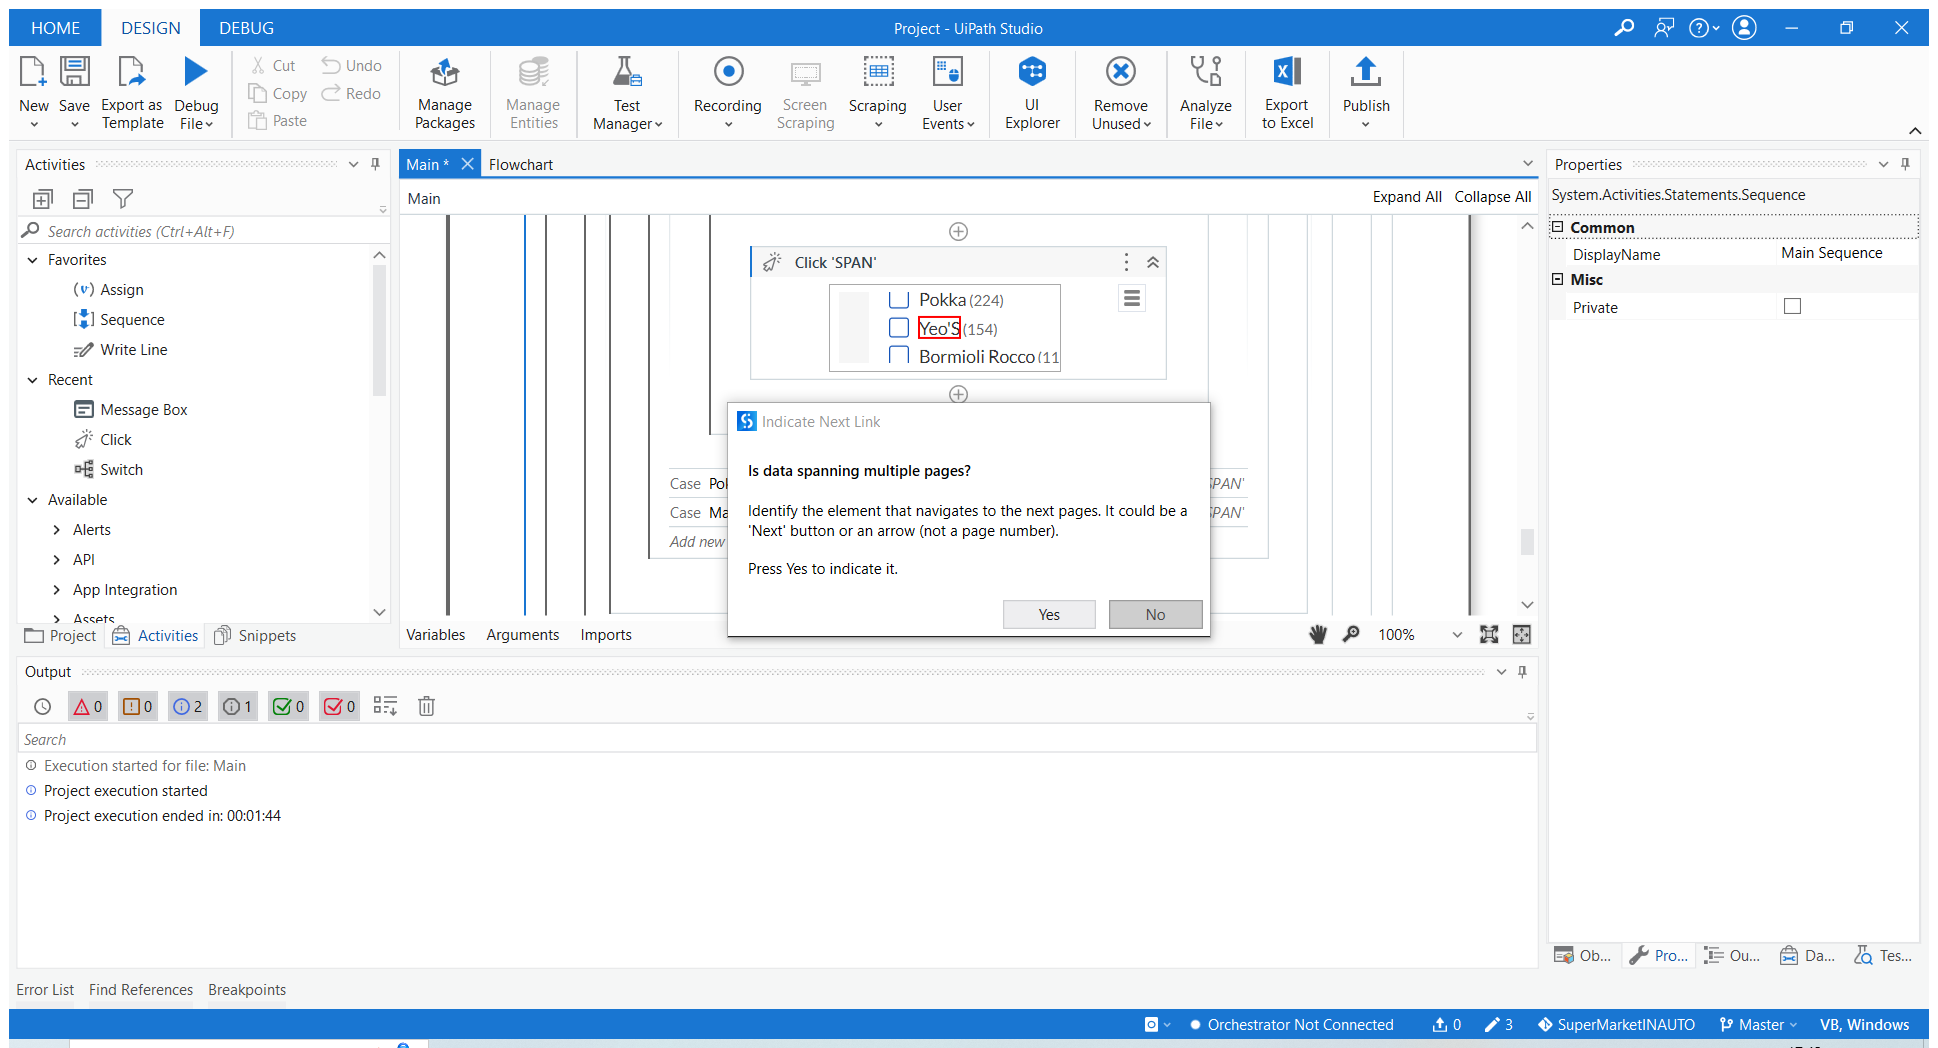 HOME DESIGN DEBUG Project - UiPath Studio
New Save Export as Template Debug File Cut Copy Paste Undo Redo Manage Packages Manage Entities Test Manager Recording Screen Scraping Scraping User Events UI Explorer Remove Unused Analyze File Export to Excel Publish
Activities
Search activities (Ctrl+Alt+F)
Favorites
Assign
Sequence
Write Line
Recent
Message Box
Click
Switch
Available
Alerts
API
App Integration
Assets
Project Activities Snippets
Main * Flowchart
Main Expand All Collapse All
Click 'SPAN'
Pokka (224)
Yeo'S (154)
Bormioli Rocco (11
Case Pok SPAN'
Case Ma SPAN'
Add new
Indicate Next Link
Is data spanning multiple pages?
Identify the element that navigates to the next pages. It could be a
'Next' button or an arrow (not a page number).
Press Yes to indicate it.
Yes No
Variables Arguments Imports 100%
Properties
System.Activities.Statements.Sequence
Common
DisplayName Main Sequence
Misc
Private
Output
0 0 2 1 0 0
Search
Execution started for file: Main
Project execution started
Project execution ended in: 00:01:44
Ob... Pro... Ou... Da... Tes...
Error List Find References Breakpoints
Orchestrator Not Connected 0 3 SuperMarketINAUTO Master VB, Windows